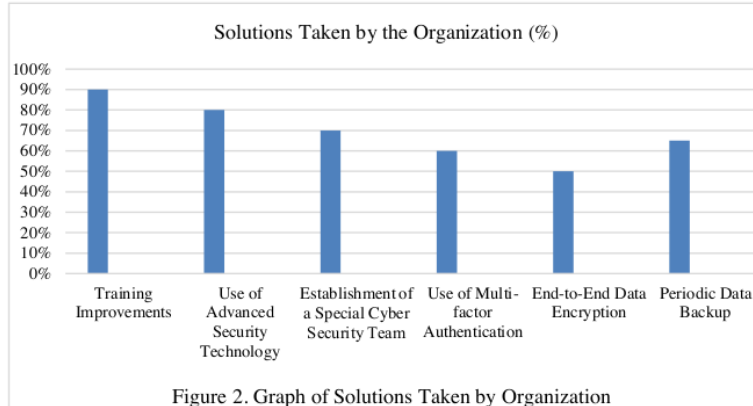 Solutions Taken by the Organization (%)
100%
90%
80%
70%
60%
50%
40%
30%
20%
10%
0%
Training
Improvements
Use of
Advanced
Security
Technology
Establishment of
a Special Cyber
Security Team
Use of Multi-
factor
Authentication
End-to-End Data
Encryption
Periodic Data
Backup
Figure 2. Graph of Solutions Taken by Organization